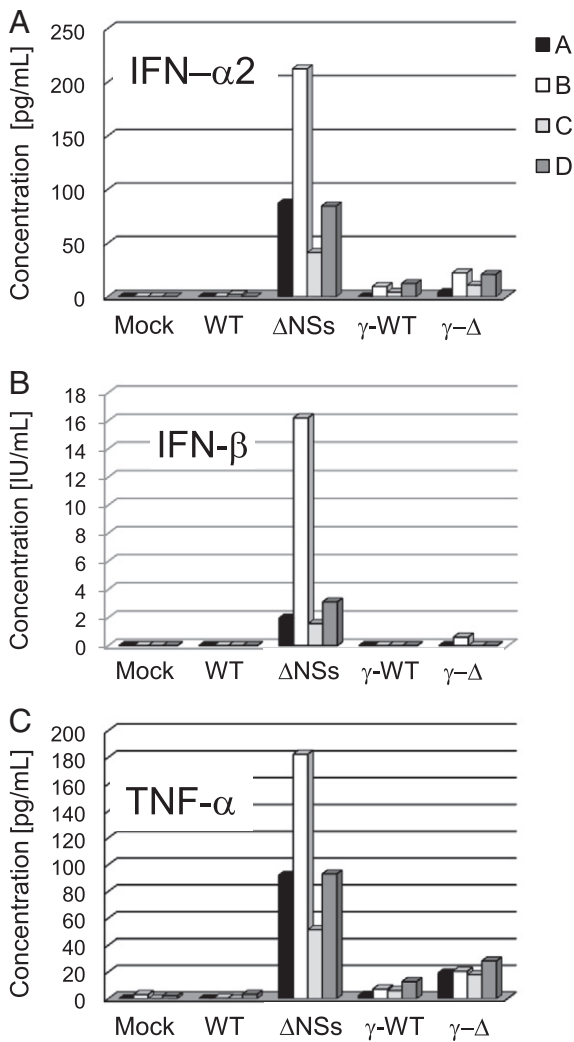 A
Concentration [pg/mL]
250
200
150
100
50
0
IFN–α2
A
B
C
D
Mock WT ΔNSs γ-WT γ–Δ
B
Concentration [IU/mL]
18
16
14
12
10
8
6
4
2
0
IFN-β
Mock WT ΔNSs γ-WT γ–Δ
C
Concentration [pg/mL]
200
180
160
140
120
100
80
60
40
20
0
TNF-α
Mock WT ΔNSs γ-WT γ–Δ